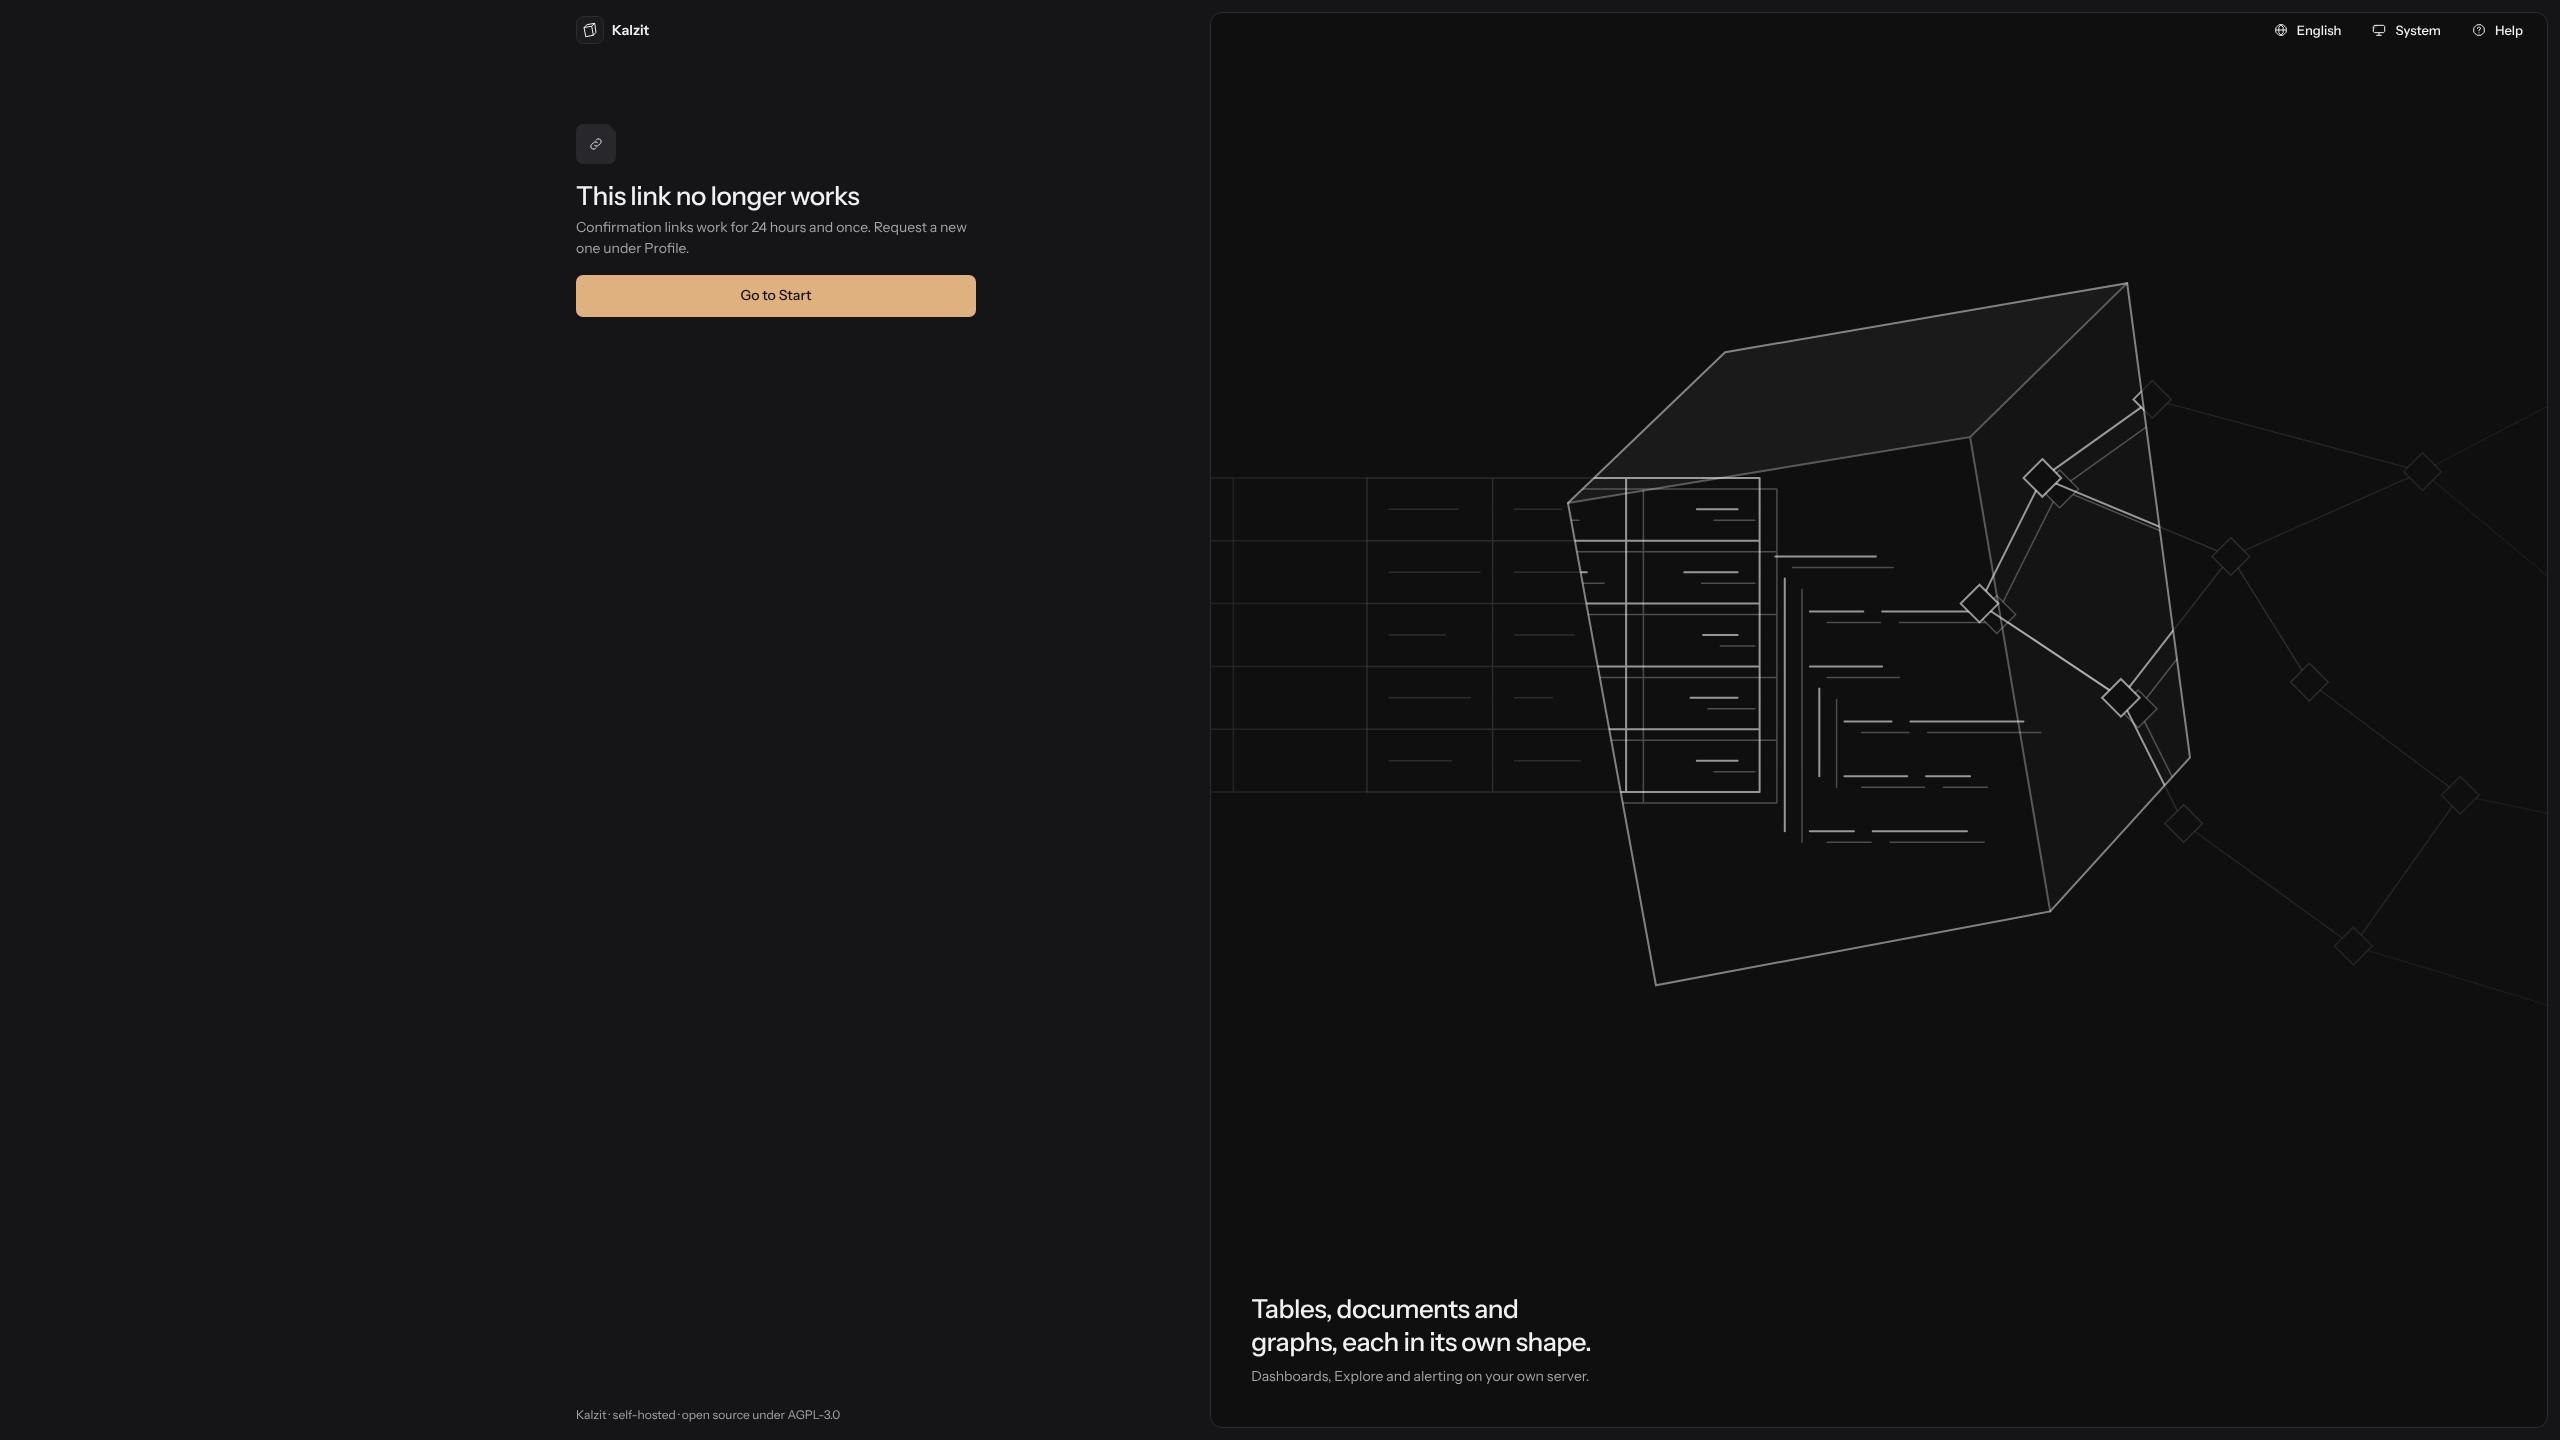 Kalzit
English
System
Help
This link no longer works
Confirmation links work for 24 hours and once. Request a new
one under Profile.
Go to Start
Tables, documents and
graphs, each in its own shape.
Dashboards, Explore and alerting on your own server.
Kalzit · self-hosted · open source under AGPL-3.0